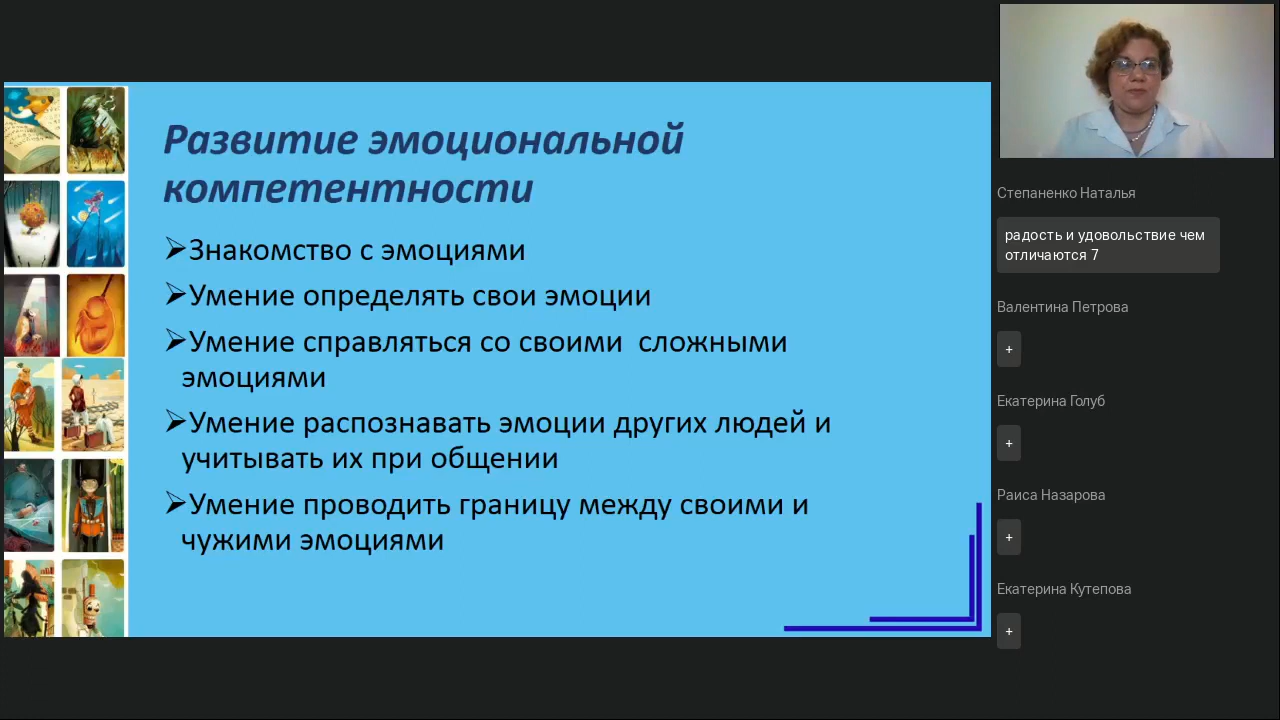 Развитие эмоциональной
компетентности
➢Знакомство с эмоциями
➢Умение определять свои эмоции
➢Умение справляться со своими сложными
эмоциями
➢Умение распознавать эмоции других людей и
учитывать их при общении
➢Умение проводить границу между своими и
чужими эмоциями
Степаненко Наталья
радость и удовольствие чем
отличаются 7
Валентина Петрова
+
Екатерина Голуб
+
Раиса Назарова
+
Екатерина Кутепова
+